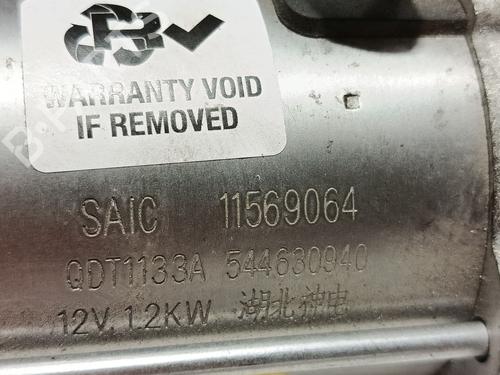 WARRANTY VOID
IF REMOVED
SAIC 11569064
QDT1133A 544630940
12V 1.2KW 湖北神电